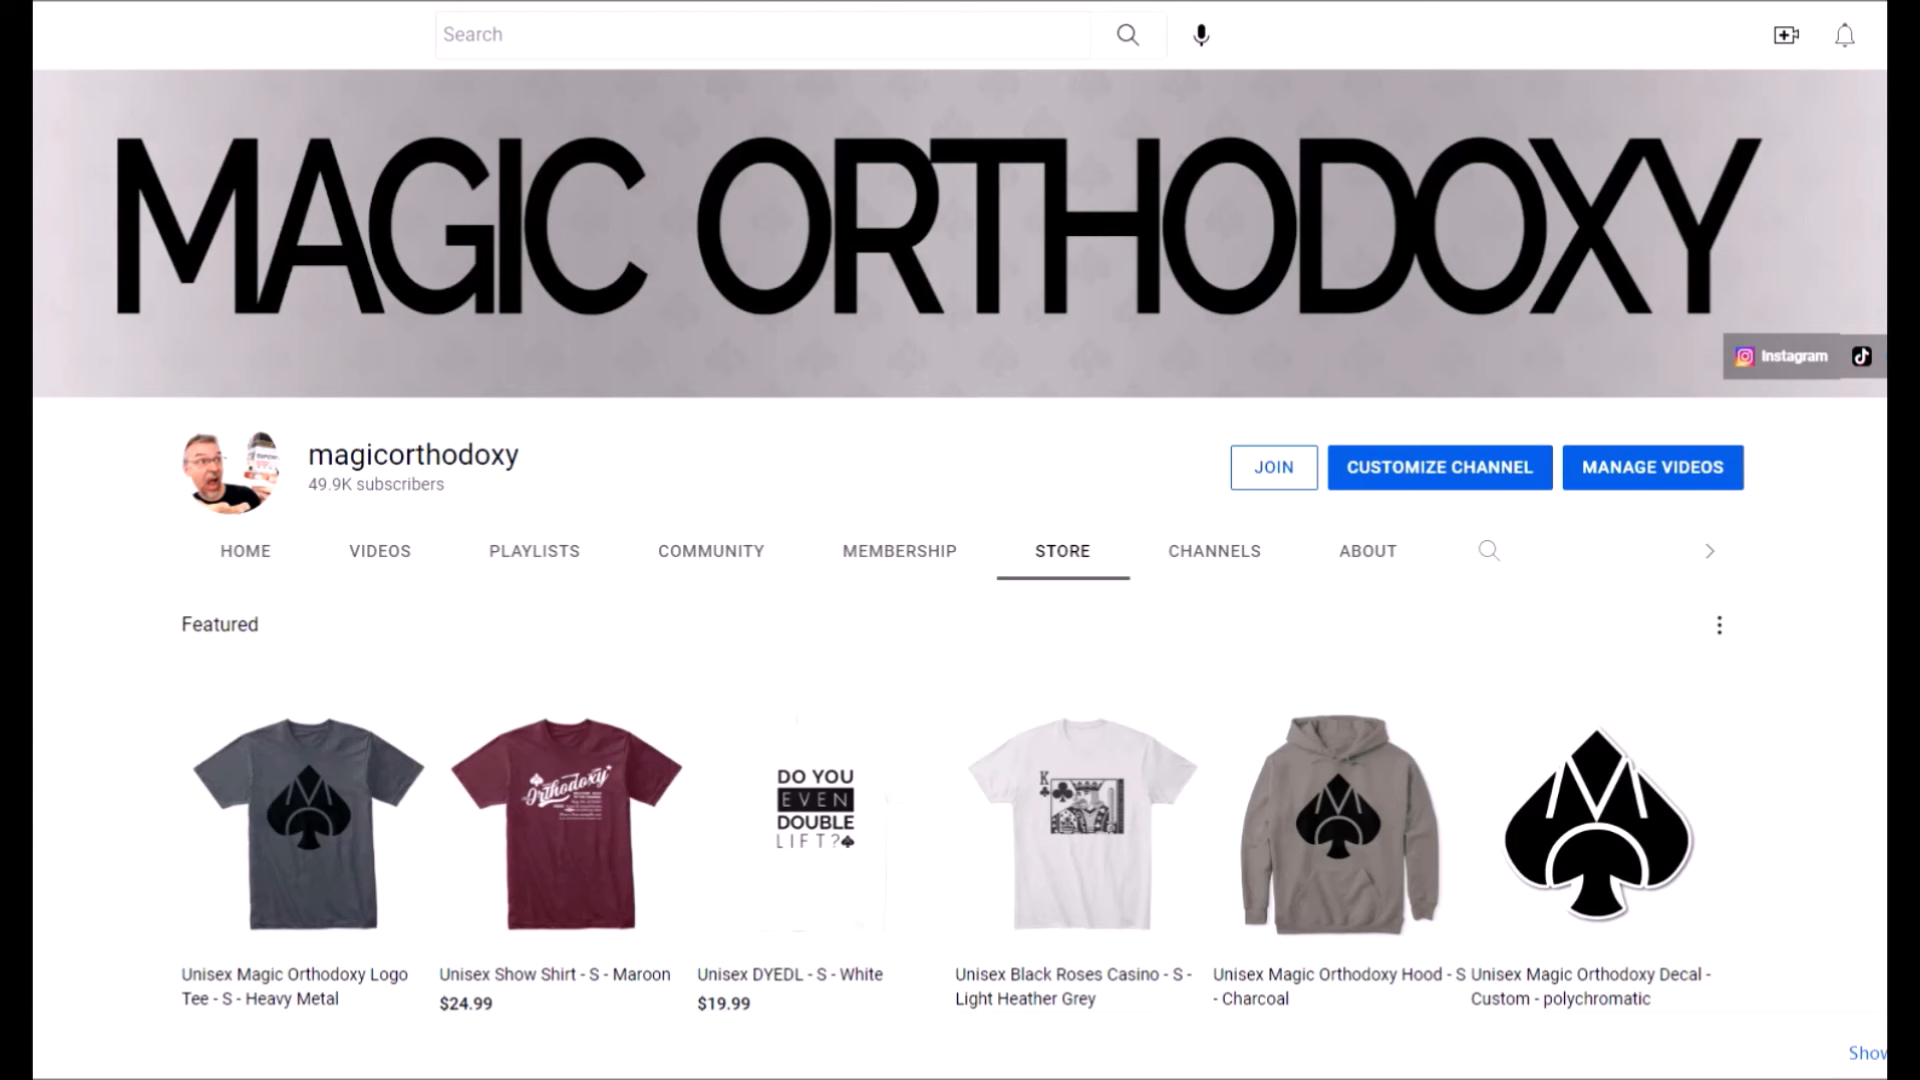 Search
MAGIC ORTHODOXY
Instagram
magicorthodoxy
49.9K subscribers
JOIN
CUSTOMIZE CHANNEL
MANAGE VIDEOS
HOME
VIDEOS
PLAYLISTS
COMMUNITY
MEMBERSHIP
STORE
CHANNELS
ABOUT
Featured
Orthodoxy
DO YOU
EVEN
DOUBLE
LIFT?
K
Unisex Magic Orthodoxy Logo
Tee - S - Heavy Metal
Unisex Show Shirt - S - Maroon
$24.99
Unisex DYEDL - S - White
$19.99
Unisex Black Roses Casino - S -
Light Heather Grey
Unisex Magic Orthodoxy Hood - S
- Charcoal
Unisex Magic Orthodoxy Decal -
Custom - polychromatic
Show